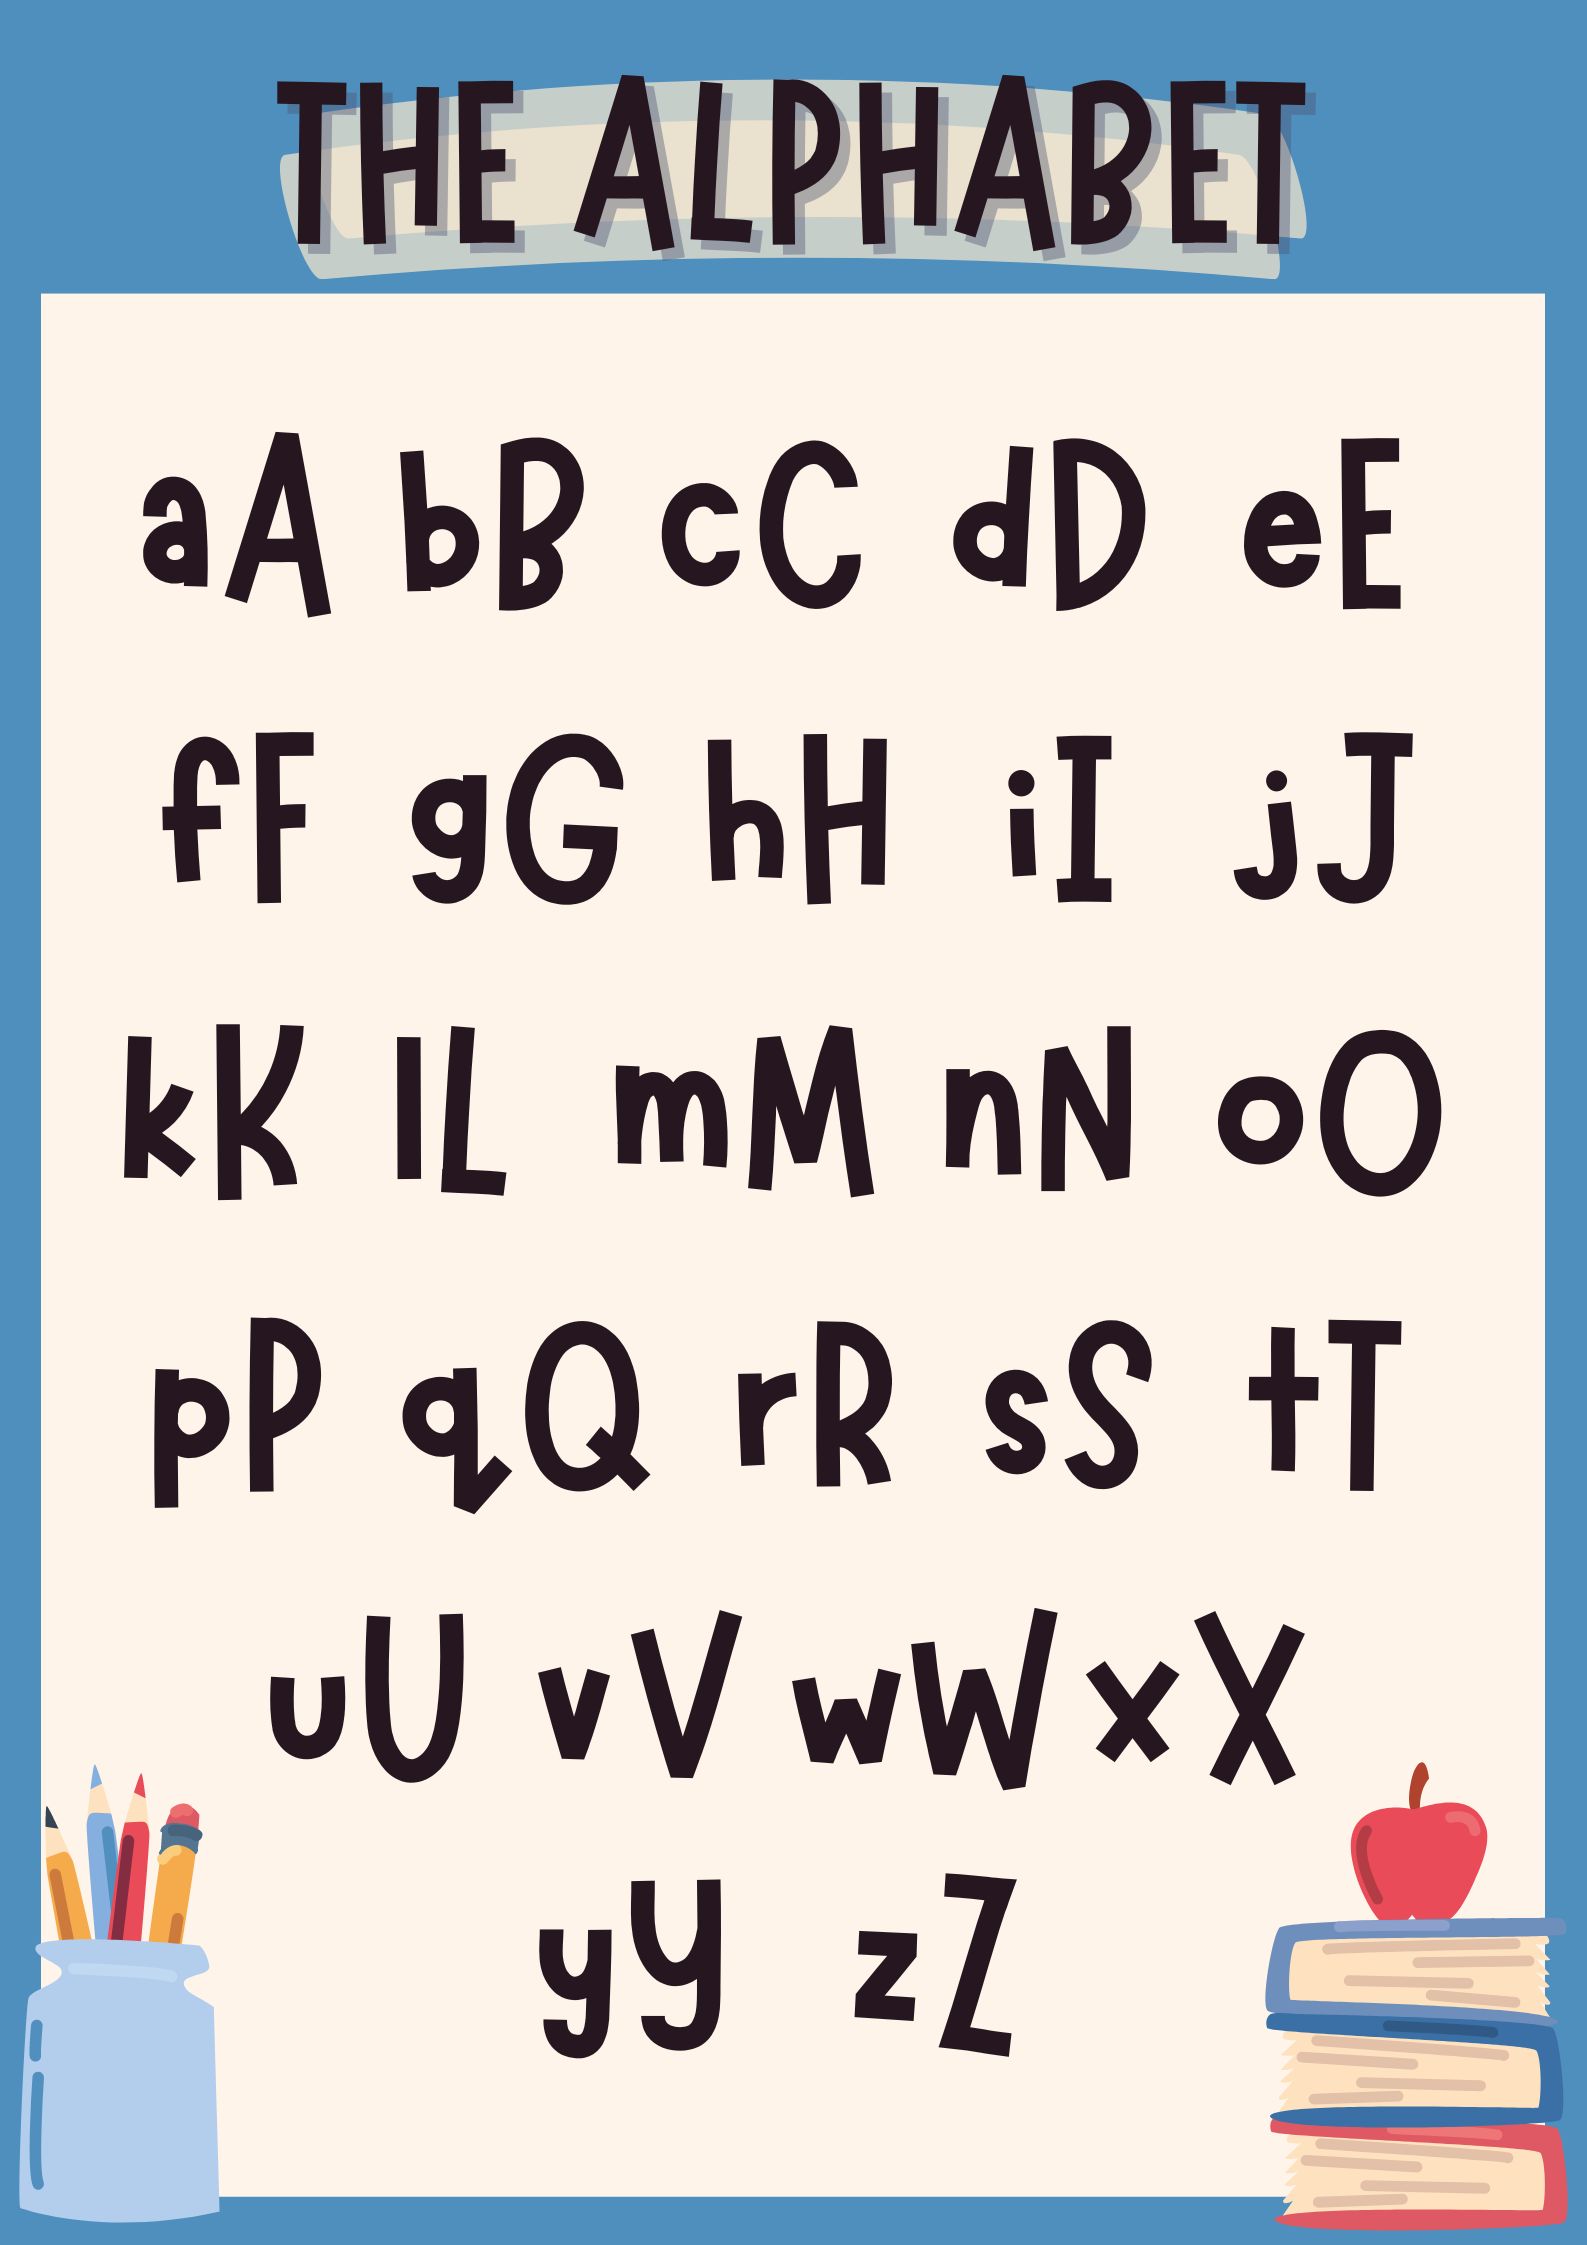 THE ALPHABET
aA bB cC dD eE
fF gG hH iI jJ
kK lL mM nN oO
pP qQ rR sS tT
uU vV wW xX
yY zZ